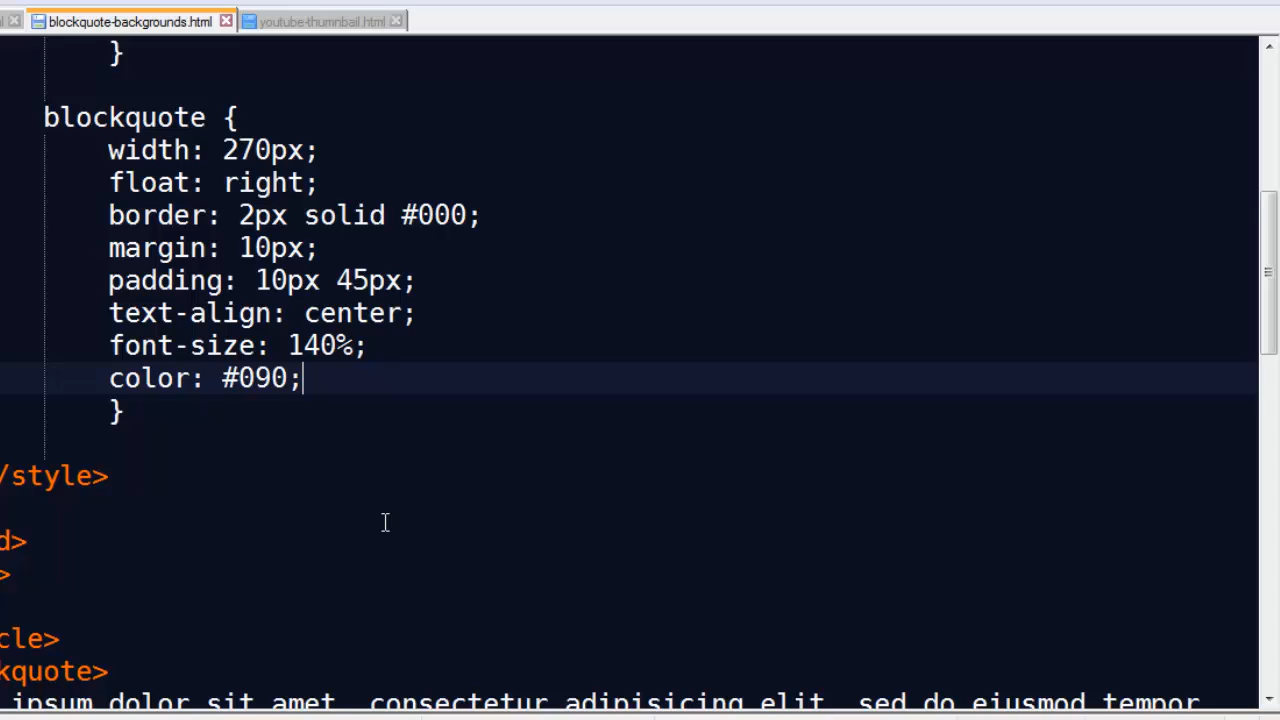 l blockquote-backgrounds.html youtube-thumnbail.html
}
blockquote {
width: 270px;
float: right;
border: 2px solid #000;
margin: 10px;
padding: 10px 45px;
text-align: center;
font-size: 140%;
color: #090;
}
/style>
d>
>
cle>
kquote>
ipsum dolor sit amet, consectetur adipisicing elit, sed do eiusmod tempor